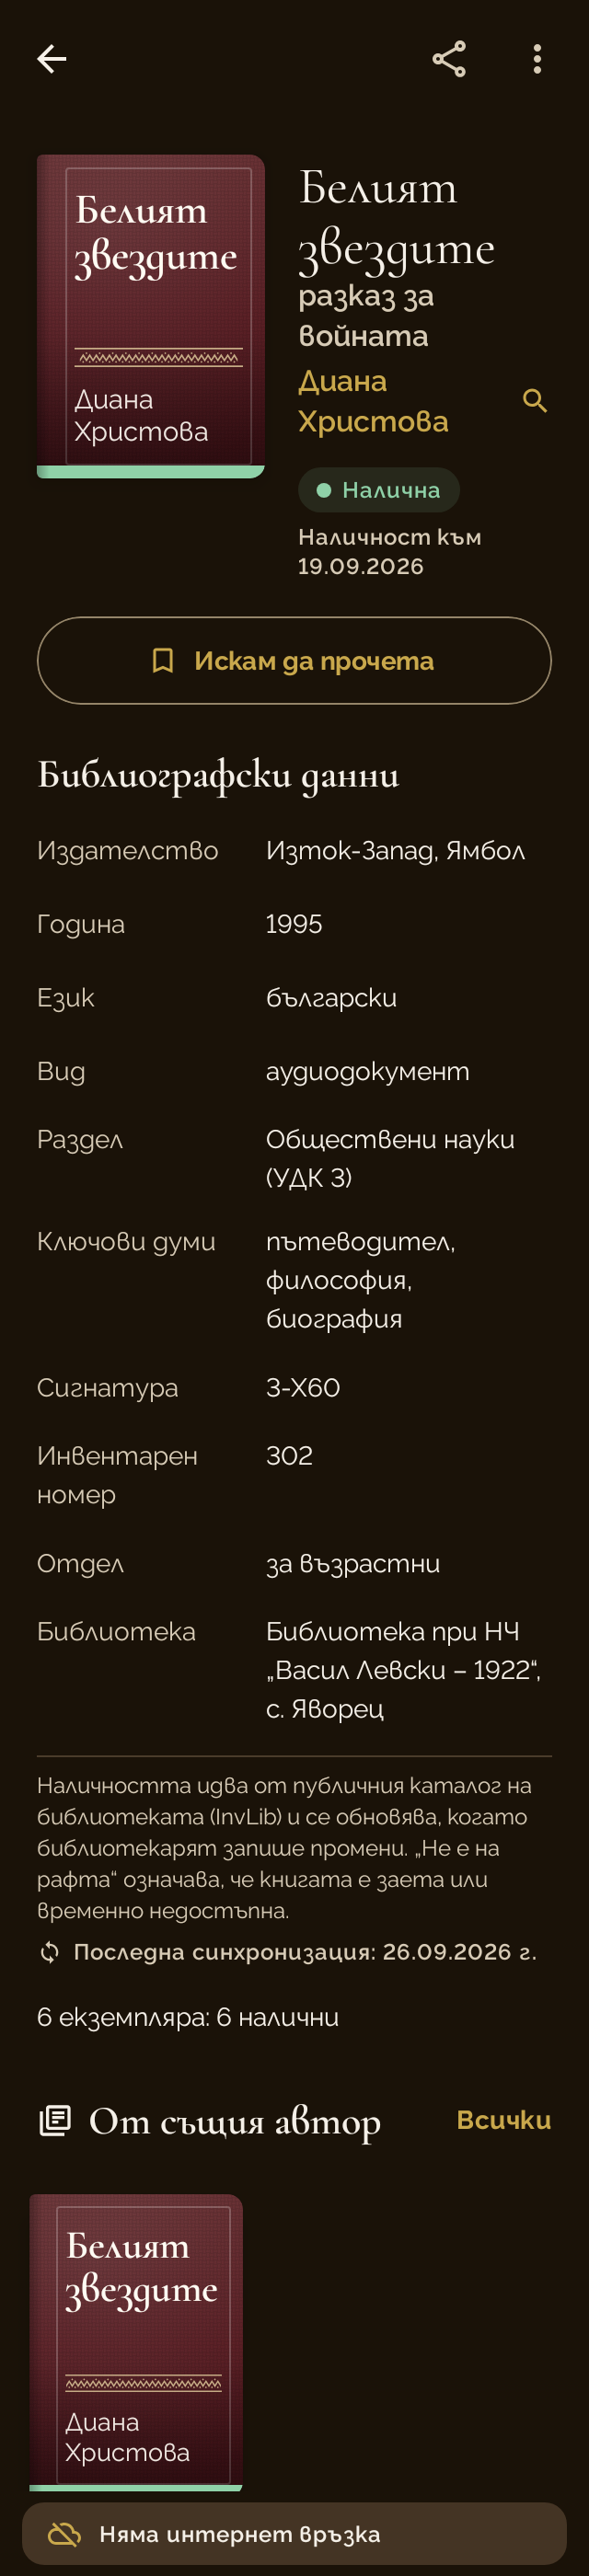 Белият
звездите
Диана
Христова
Белият
звездите
разказ за
войната
Диана
Христова
Налична
Наличност към
19.09.2026
Искам да прочета
Библиографски данни
Издателство Изток-Запад, Ямбол
Година 1995
Език български
Вид аудиодокумент
Раздел Обществени науки
(УДК 3)
Ключови думи пътеводител,
философия,
биография
Сигнатура 3-Х60
Инвентарен 302
номер
Отдел за възрастни
Библиотека Библиотека при НЧ
„Васил Левски – 1922“,
с. Яворец
Наличността идва от публичния каталог на
библиотеката (InvLib) и се обновява, когато
библиотекарят запише промени. „Не е на
рафта“ означава, че книгата е заета или
временно недостъпна.
Последна синхронизация: 26.09.2026 г.
6 екземпляра: 6 налични
От същия автор Всички
Белият
звездите
Диана
Христова
Няма интернет връзка